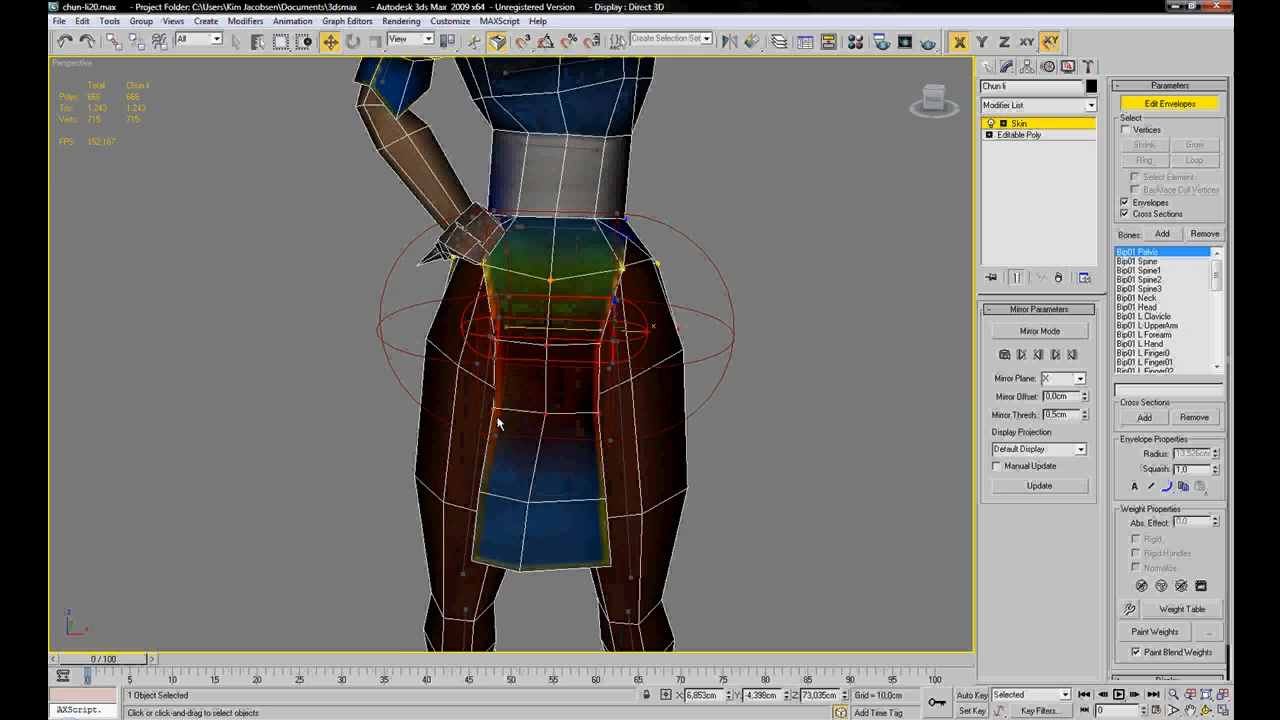 chun-li20.max - Project Folder: C:\Users\Kim Jacobsen\Documents\3dsmax - Autodesk 3ds Max 2009 x64 - Unregistered Version - Display : Direct 3D
File Edit Tools Group Views Create Modifiers Animation Graph Editors Rendering Customize MAXScript Help
All View Create Selection Set X Y Z XY XY
Perspective
Total Chun li
Polys: 666 666
Tris: 1.243 1.243
Verts: 715 715
FPS: 152,167
FRONT
Chun li
Modifier List
Skin
Editable Poly
Mirror Parameters
Mirror Mode
Mirror Plane: X
Mirror Offset: 0,0cm
Mirror Thresh.: 0,5cm
Display Projection
Default Display
Manual Update
Update
Parameters
Edit Envelopes
Select
Vertices
Shrink Grow
Ring Loop
Select Element
Backface Cull Vertices
Envelopes
Cross Sections
Bones: Add Remove
Bip01 Pelvis
Bip01 Spine
Bip01 Spine1
Bip01 Spine2
Bip01 Spine3
Bip01 Neck
Bip01 Head
Bip01 L Clavicle
Bip01 L UpperArm
Bip01 L Forearm
Bip01 L Hand
Bip01 L Finger0
Bip01 L Finger01
Bip01 L Finger02
Cross Sections
Add Remove
Envelope Properties
Radius: 13,526cm
Squash: 1,0
A
Weight Properties
Abs. Effect: 0,0
Rigid
Rigid Handles
Normalize
Weight Table
Paint Weights ...
Paint Blend Weights
z
x
0 / 100
0 5 10 15 20 25 30 35 40 45 50 55 60 65 70 75 80 85 90 95 100
1 Object Selected X: 6,853cm Y: -4,398cm Z: 73,035cm Grid = 10,0cm Auto Key Selected
AXScript. Click or click-and-drag to select objects Add Time Tag Set Key Key Filters... 0